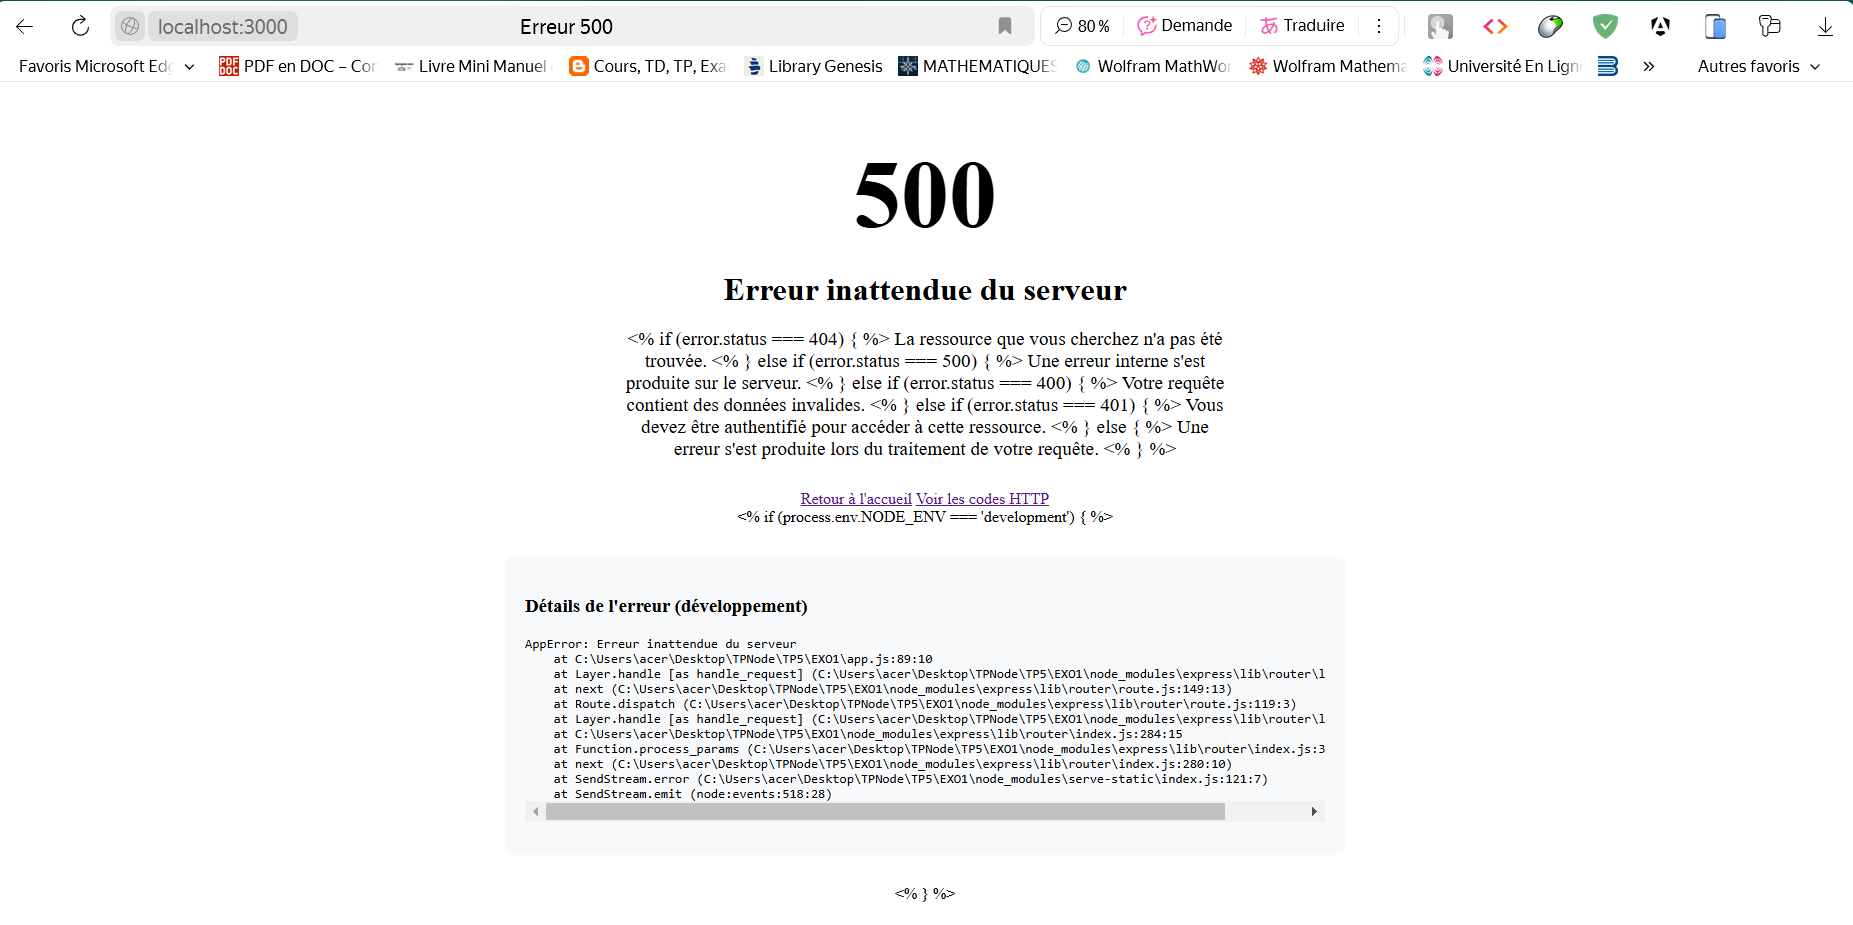 localhost:3000 Erreur 500 80 % Demande Traduire
Favoris Microsoft Edg PDF en DOC – Con Livre Mini Manuel Cours, TD, TP, Exa Library Genesis MATHEMATIQUES Wolfram MathWor Wolfram Mathema Université En Lign » Autres favoris
500
Erreur inattendue du serveur
<% if (error.status === 404) { %> La ressource que vous cherchez n'a pas été
trouvée. <% } else if (error.status === 500) { %> Une erreur interne s'est
produite sur le serveur. <% } else if (error.status === 400) { %> Votre requête
contient des données invalides. <% } else if (error.status === 401) { %> Vous
devez être authentifié pour accéder à cette ressource. <% } else { %> Une
erreur s'est produite lors du traitement de votre requête. <% } %>
Retour à l'accueil Voir les codes HTTP
<% if (process.env.NODE_ENV === 'development') { %>
Détails de l'erreur (développement)
AppError: Erreur inattendue du serveur
at C:\Users\acer\Desktop\TPNode\TP5\EXO1\app.js:89:10
at Layer.handle [as handle_request] (C:\Users\acer\Desktop\TPNode\TP5\EXO1\node_modules\express\lib\router\l
at next (C:\Users\acer\Desktop\TPNode\TP5\EXO1\node_modules\express\lib\router\route.js:149:13)
at Route.dispatch (C:\Users\acer\Desktop\TPNode\TP5\EXO1\node_modules\express\lib\router\route.js:119:3)
at Layer.handle [as handle_request] (C:\Users\acer\Desktop\TPNode\TP5\EXO1\node_modules\express\lib\router\l
at C:\Users\acer\Desktop\TPNode\TP5\EXO1\node_modules\express\lib\router\index.js:284:15
at Function.process_params (C:\Users\acer\Desktop\TPNode\TP5\EXO1\node_modules\express\lib\router\index.js:3
at next (C:\Users\acer\Desktop\TPNode\TP5\EXO1\node_modules\express\lib\router\index.js:280:10)
at SendStream.error (C:\Users\acer\Desktop\TPNode\TP5\EXO1\node_modules\serve-static\index.js:121:7)
at SendStream.emit (node:events:518:28)
<% } %>